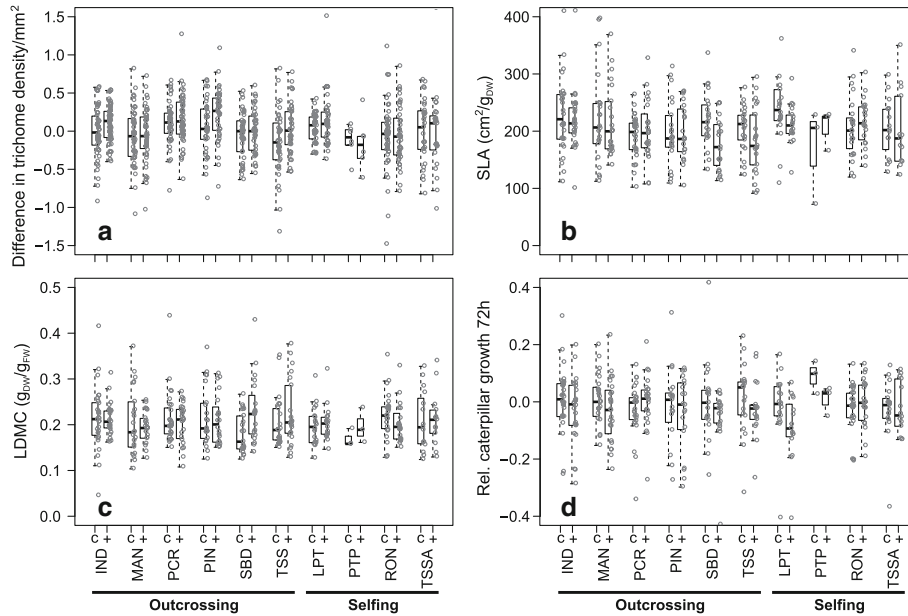 Difference in trichome density/mm²
1.5
1.0
0.5
0.0
−0.5
−1.0
−1.5
a
SLA (cm²/gDW)
400
300
200
100
0
b
LDMC (gDW/gFW)
0.5
0.4
0.3
0.2
0.1
0.0
c
Rel. caterpillar growth 72h
0.4
0.2
0.0
−0.2
−0.4
d
C + C + C + C + C + C + C + C + C + C +
IND MAN PCR PIN SBD TSS LPT PTP RON TSSA
Outcrossing Selfing
C + C + C + C + C + C + C + C + C + C +
IND MAN PCR PIN SBD TSS LPT PTP RON TSSA
Outcrossing Selfing